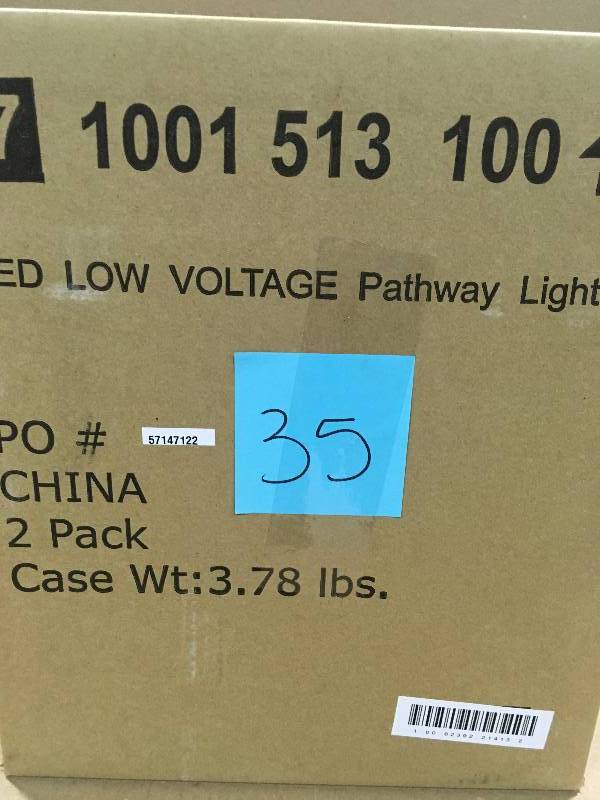 7 1001 513 100
ED LOW VOLTAGE Pathway Light
PO # 57147122
35
CHINA
2 Pack
Case Wt:3.78 lbs.